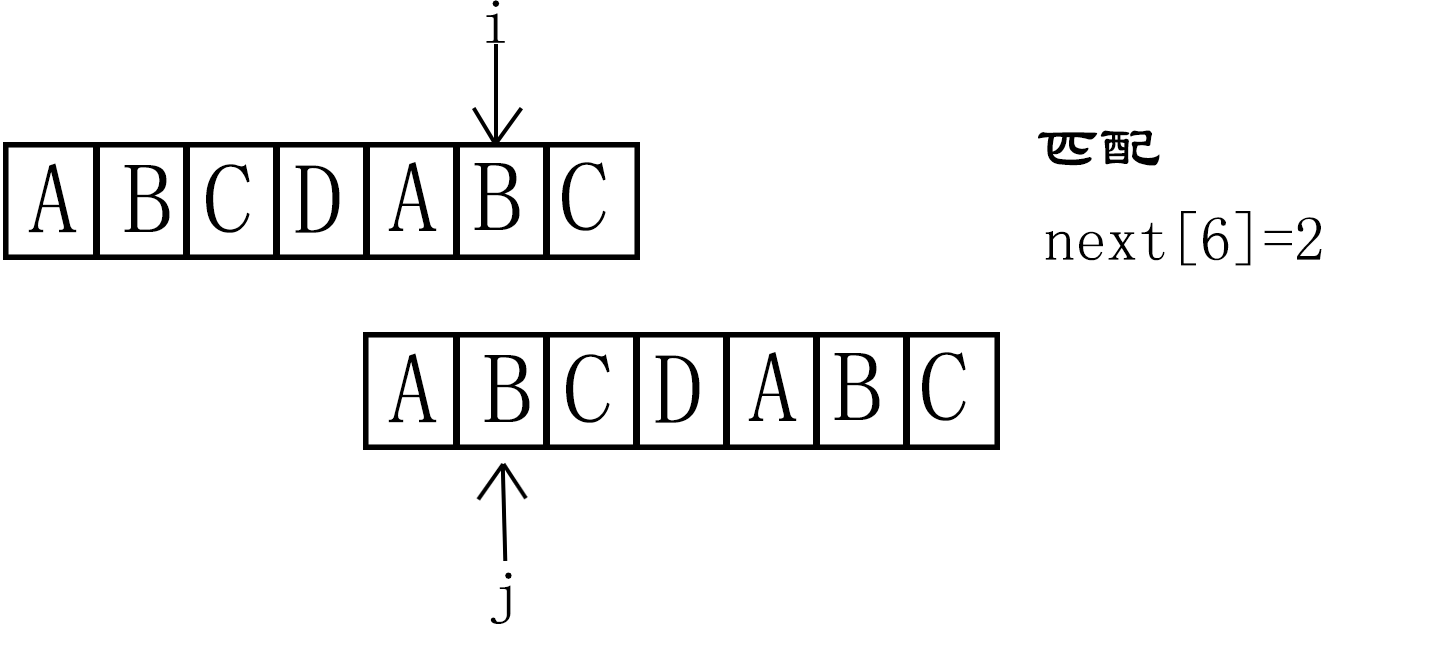 i
A B C D A B C
匹配
next[6]=2
A B C D A B C
j